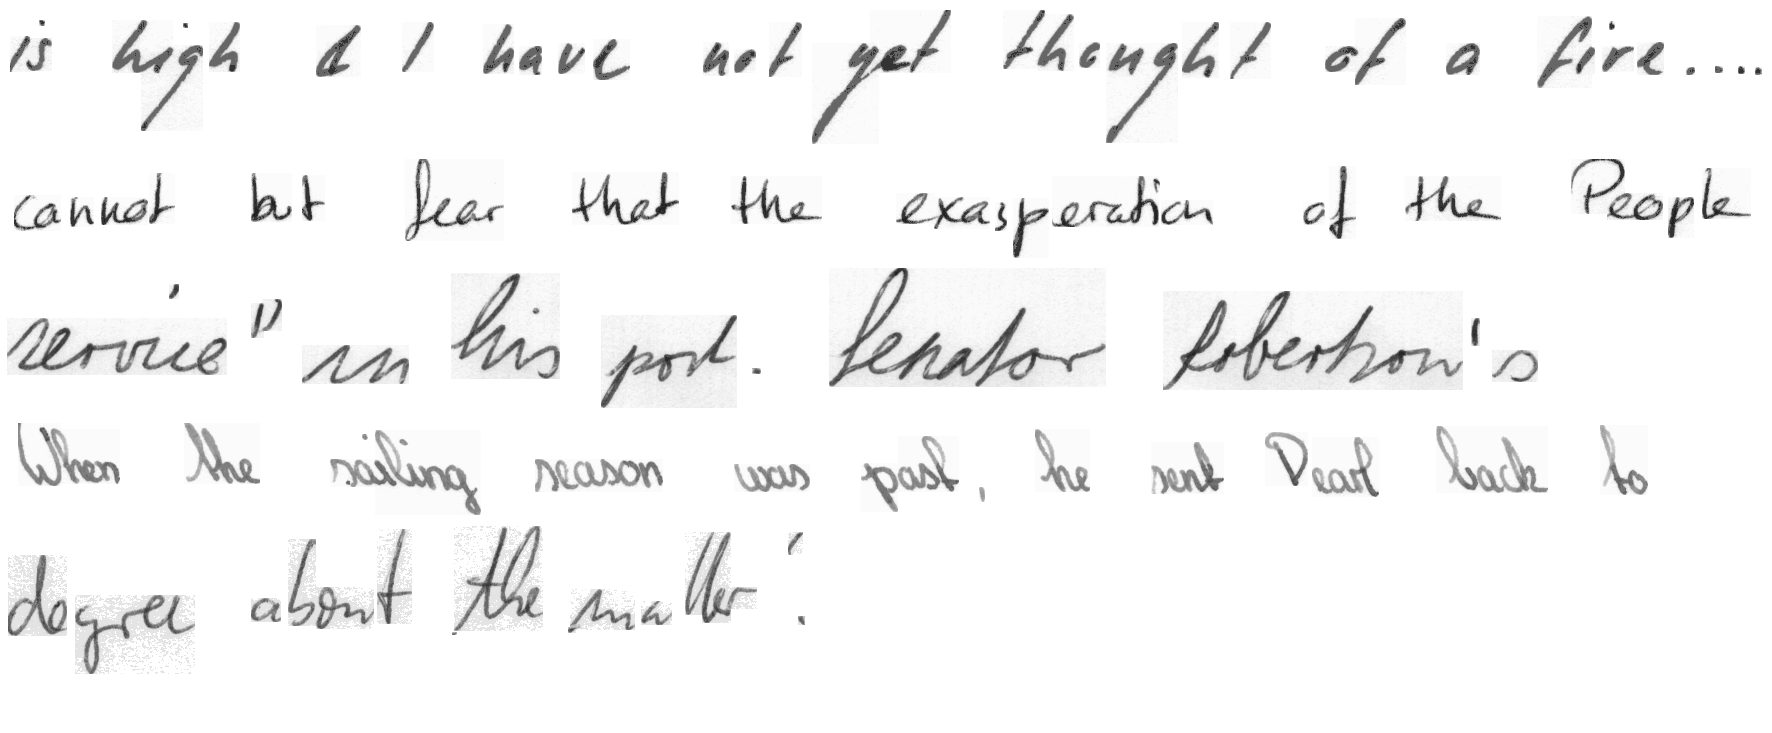 is high & I have not yet thought of a fire....
cannot but fear that the exasperation of the People
service" in his post. Senator Robertson's
When the sailing season was past, he sent Pearl back to
degree about the matter'.